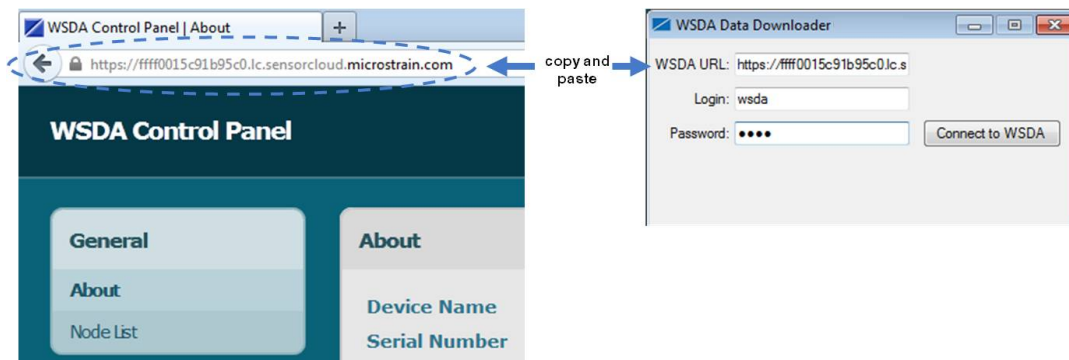 WSDA Control Panel | About
+
https://ffff0015c91b95c0.lc.sensorcloud.microstrain.com
WSDA Control Panel
General
About
Node List
About
Device Name
Serial Number
copy and
paste
WSDA Data Downloader
WSDA URL: https://ffff0015c91b95c0.lc.s
Login: wsda
Password: ••••
Connect to WSDA